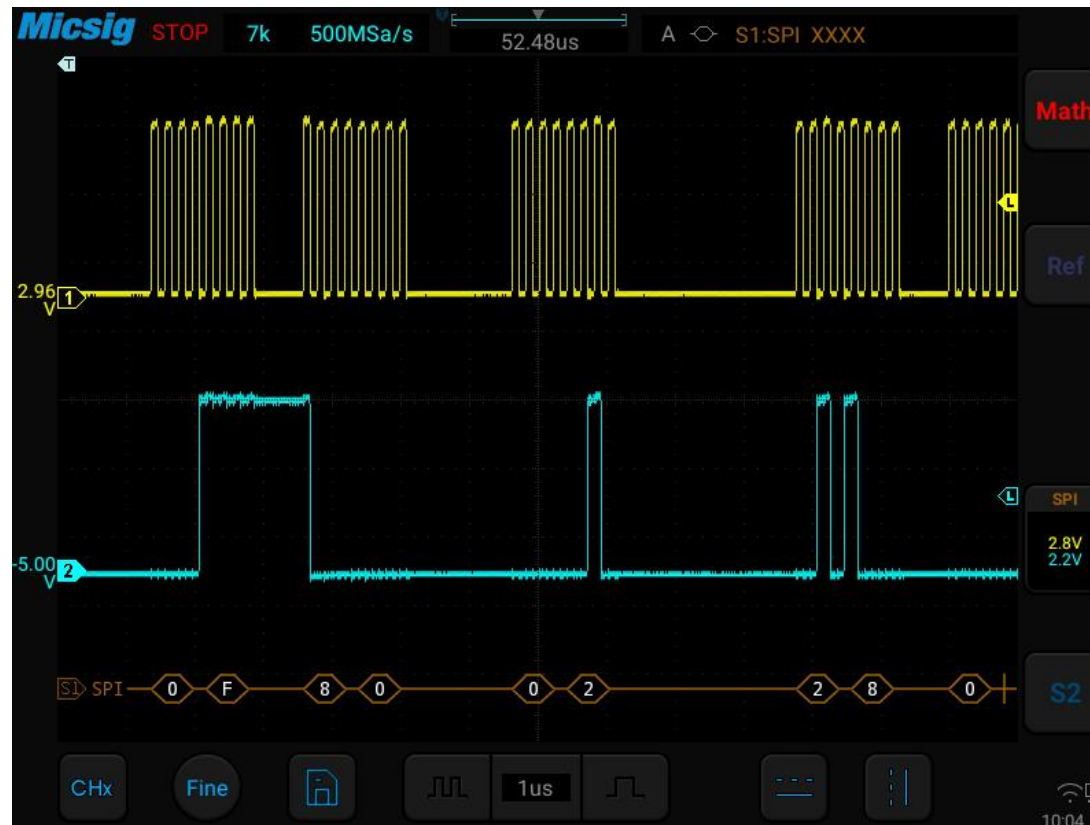 Micsig STOP 7k 500MSa/s 52.48us A S1:SPI XXXX
T
Math
L
Ref
2.96
V
1
L
SPI
2.8V
2.2V
-5.00
V
2
S1 SPI 0 F 8 0 0 2 2 8 0
S2
CHx Fine 1us
10:04